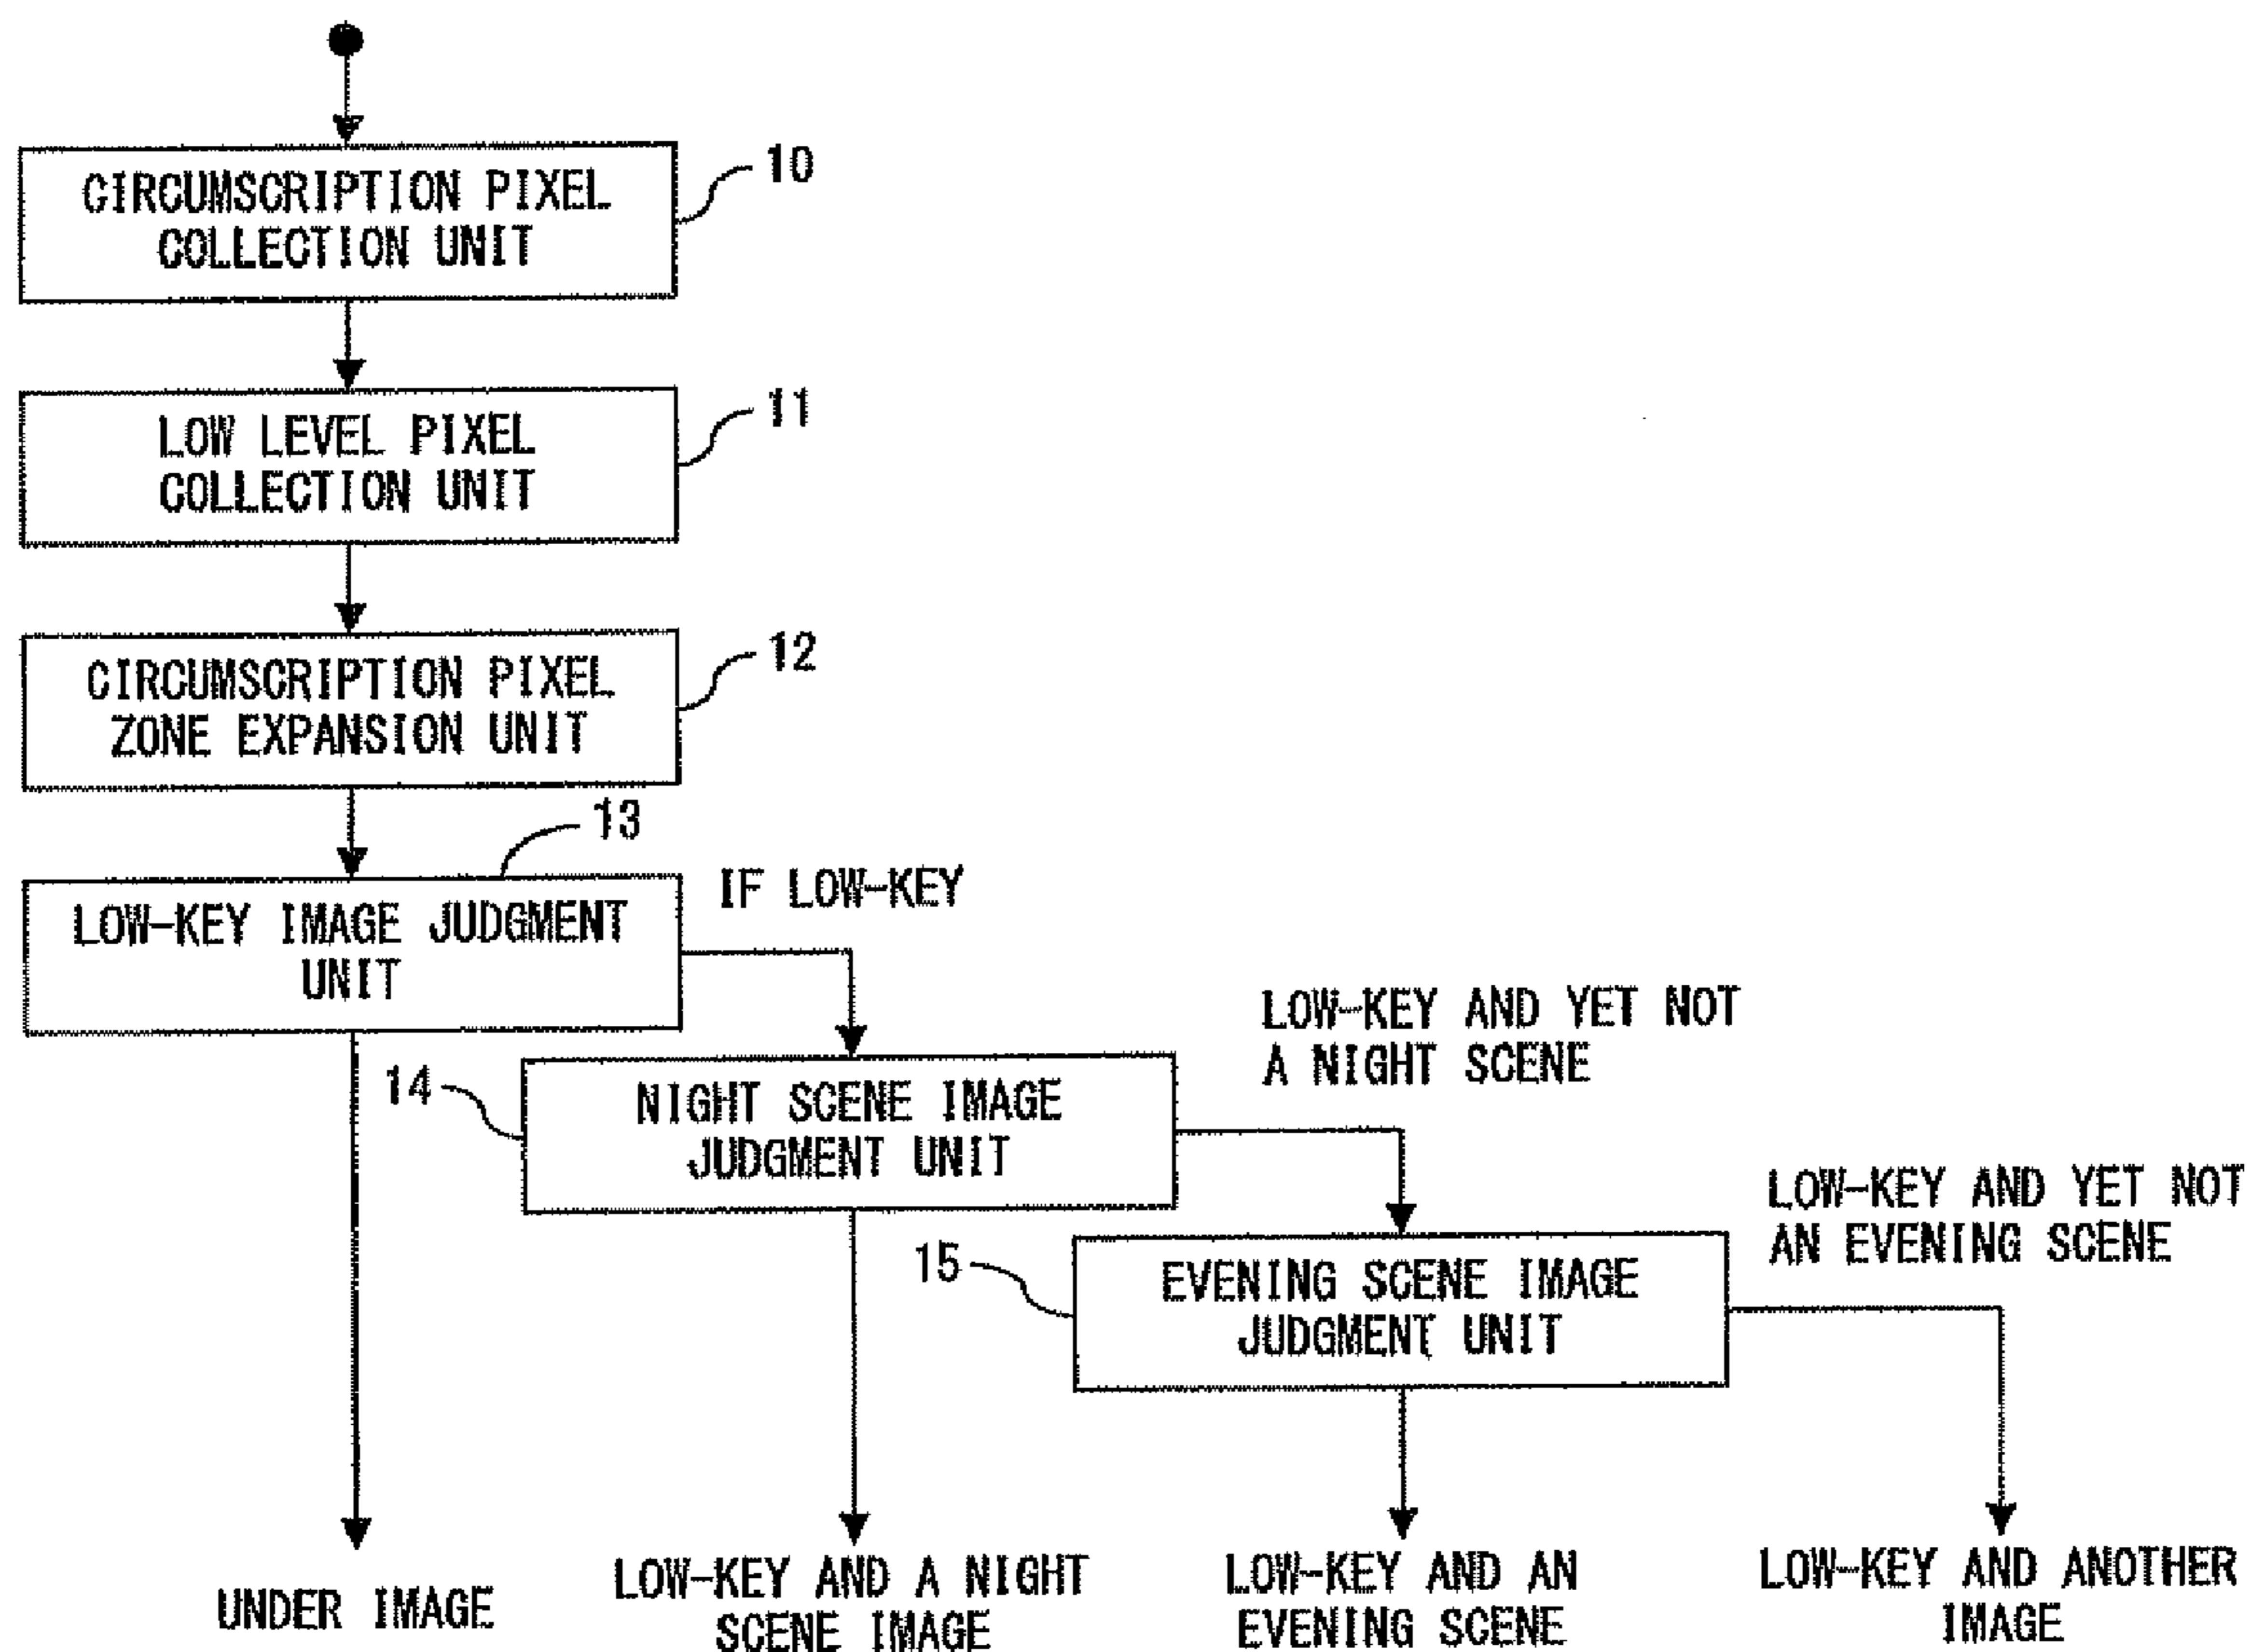 CIRCUMSCRIPTION PIXEL
COLLECTION UNIT
10
LOW LEVEL PIXEL
COLLECTION UNIT
11
CIRCUMSCRIPTION PIXEL
ZONE EXPANSION UNIT
12
13
LOW-KEY IMAGE JUDGMENT
UNIT
IF LOW-KEY
14
NIGHT SCENE IMAGE
JUDGMENT UNIT
LOW-KEY AND YET NOT
A NIGHT SCENE
15
EVENING SCENE IMAGE
JUDGMENT UNIT
LOW-KEY AND YET NOT
AN EVENING SCENE
UNDER IMAGE
LOW-KEY AND A NIGHT
SCENE IMAGE
LOW-KEY AND AN
EVENING SCENE
LOW-KEY AND ANOTHER
IMAGE